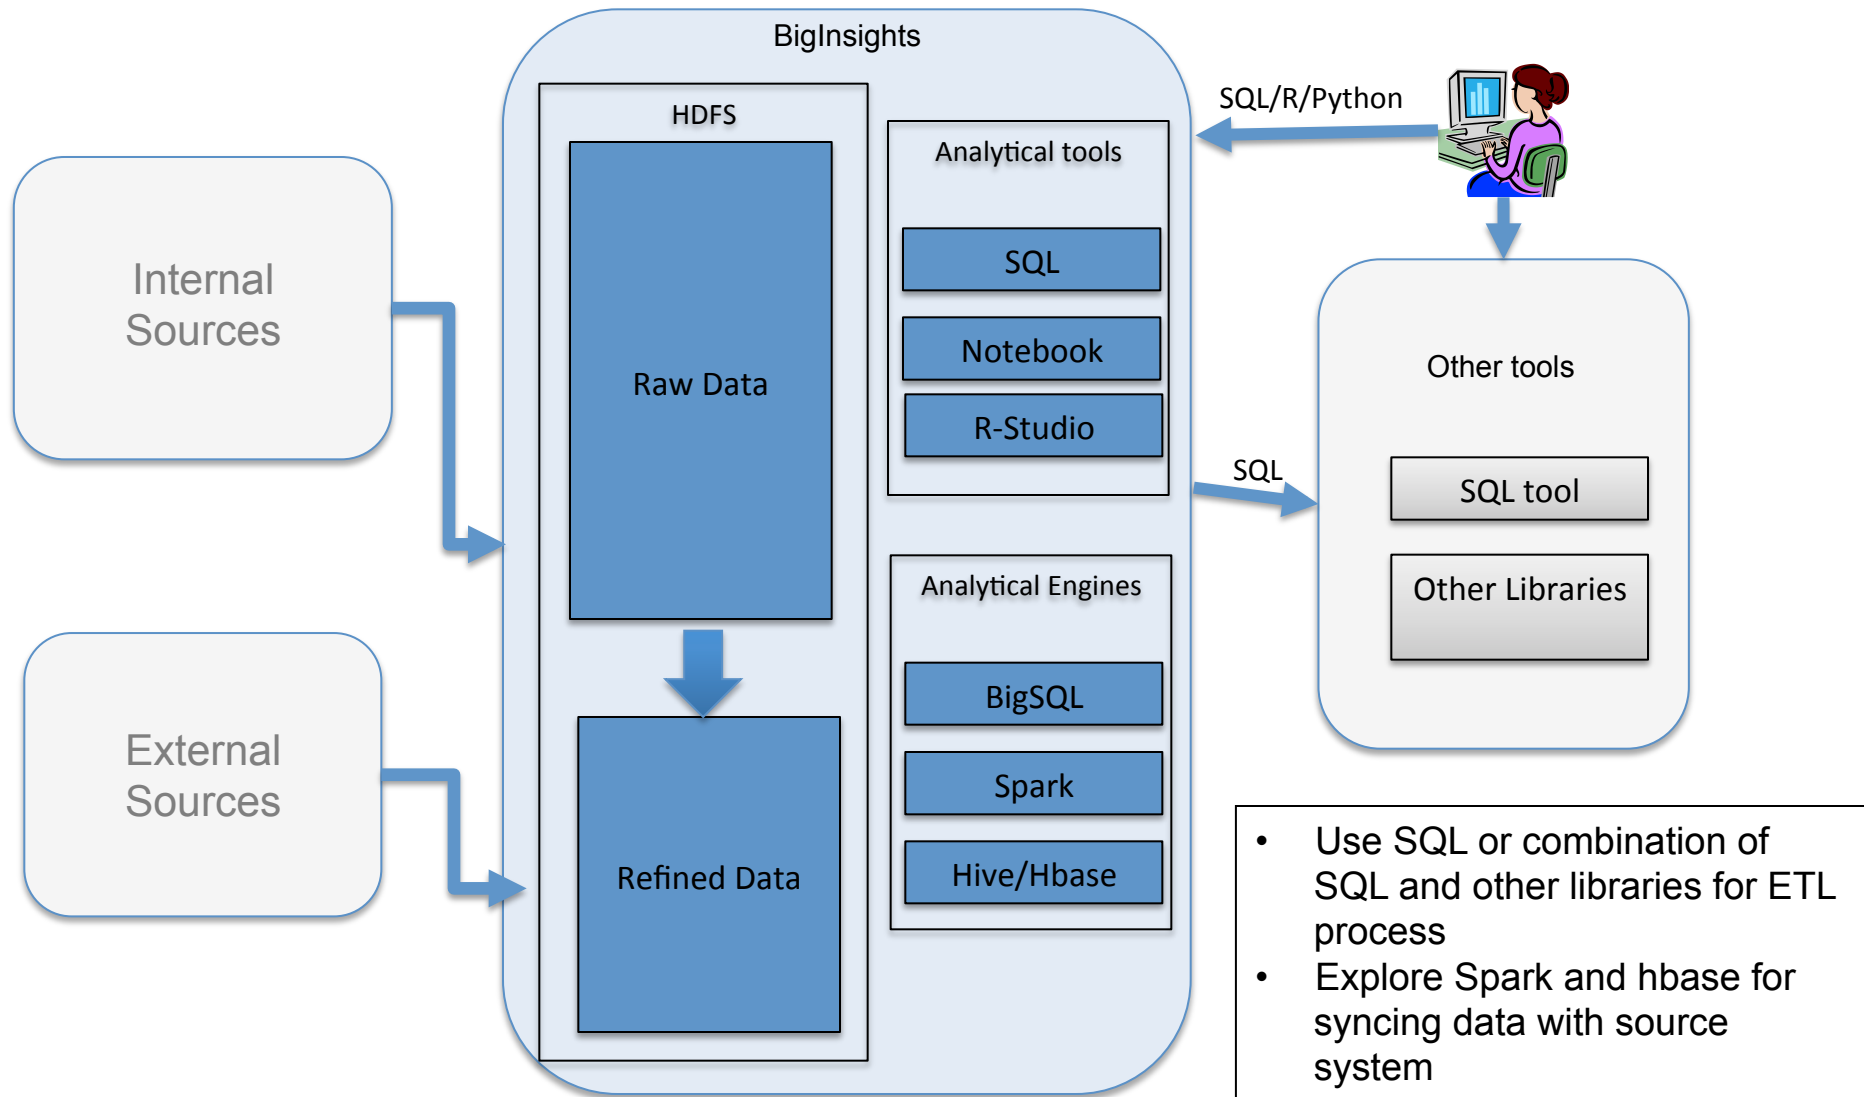 BigInsights
HDFS
Raw Data
Refined Data
Internal
Sources
External
Sources
Analytical tools
SQL
Notebook
R-Studio
Analytical Engines
BigSQL
Spark
Hive/Hbase
SQL/R/Python
SQL
Other tools
SQL tool
Other Libraries
• Use SQL or combination of
SQL and other libraries for ETL
process
• Explore Spark and hbase for
syncing data with source
system